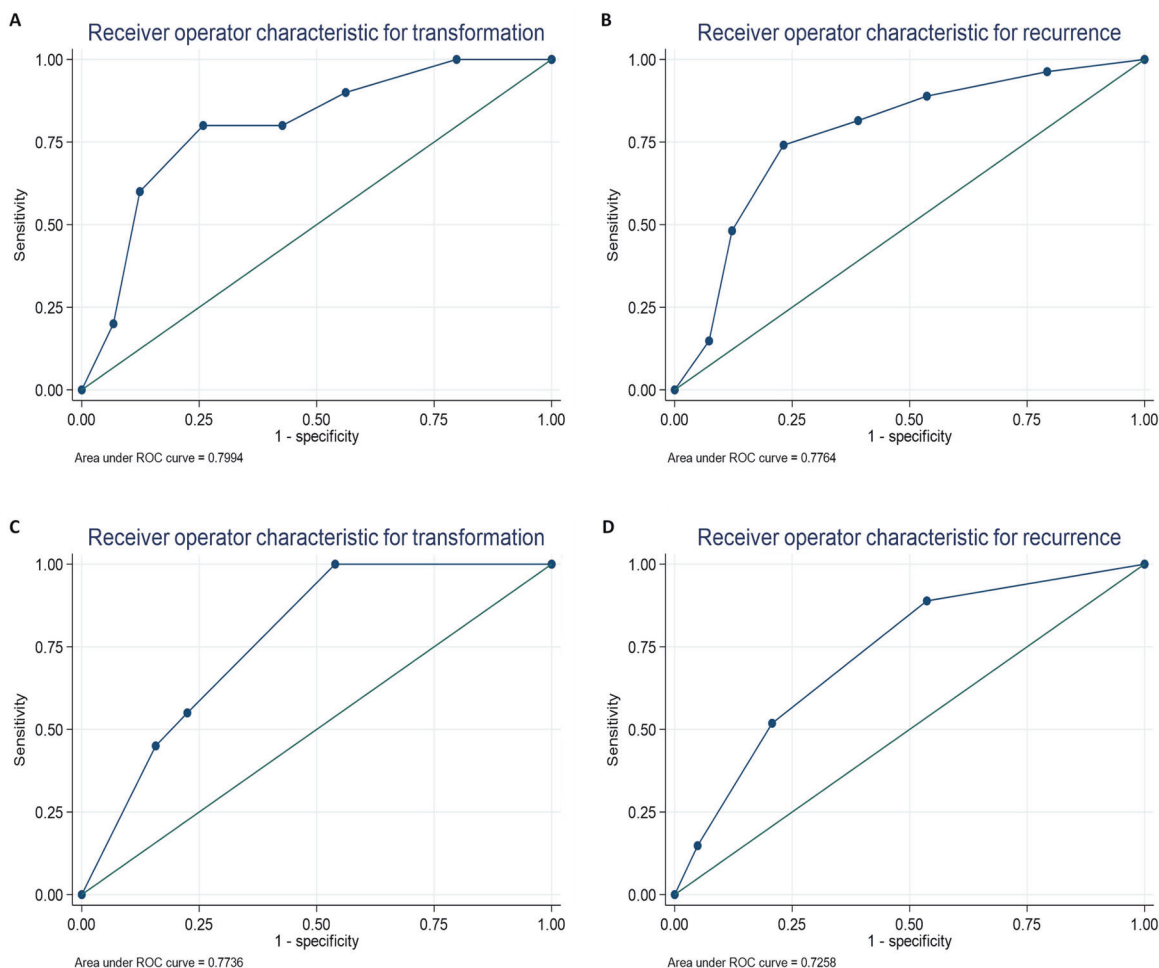 A
Receiver operator characteristic for transformation
1.00
0.75
0.50
0.25
0.00
Sensitivity
0.00 0.25 0.50 0.75 1.00
1 - specificity
Area under ROC curve = 0.7994
B
Receiver operator characteristic for recurrence
1.00
0.75
0.50
0.25
0.00
Sensitivity
0.00 0.25 0.50 0.75 1.00
1 - specificity
Area under ROC curve = 0.7764
C
Receiver operator characteristic for transformation
1.00
0.75
0.50
0.25
0.00
Sensitivity
0.00 0.25 0.50 0.75 1.00
1 - specificity
Area under ROC curve = 0.7736
D
Receiver operator characteristic for recurrence
1.00
0.75
0.50
0.25
0.00
Sensitivity
0.00 0.25 0.50 0.75 1.00
1 - specificity
Area under ROC curve = 0.7258